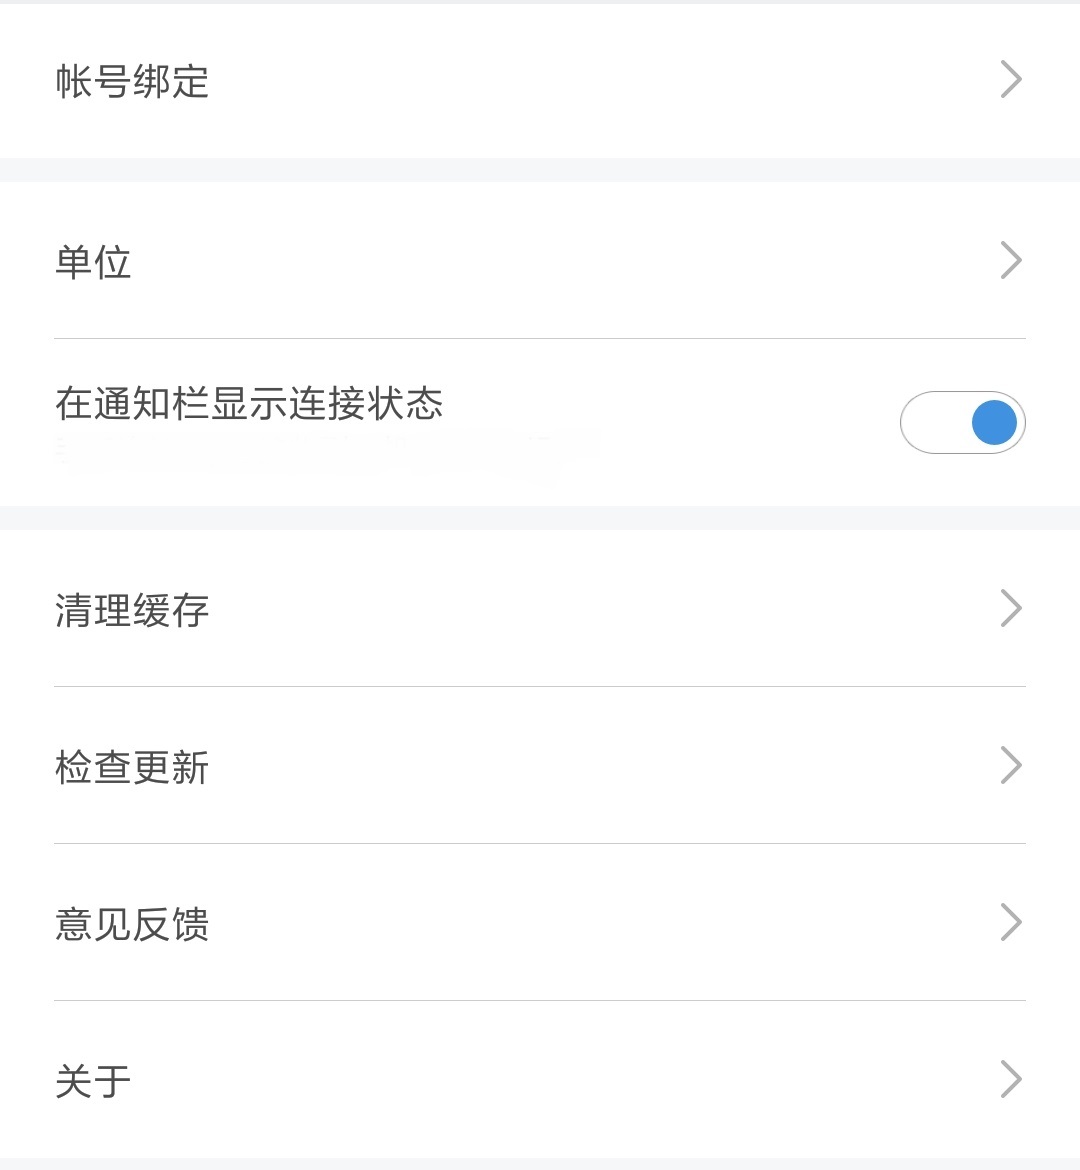 帐号绑定
单位
在通知栏显示连接状态
清理缓存
检查更新
意见反馈
关于